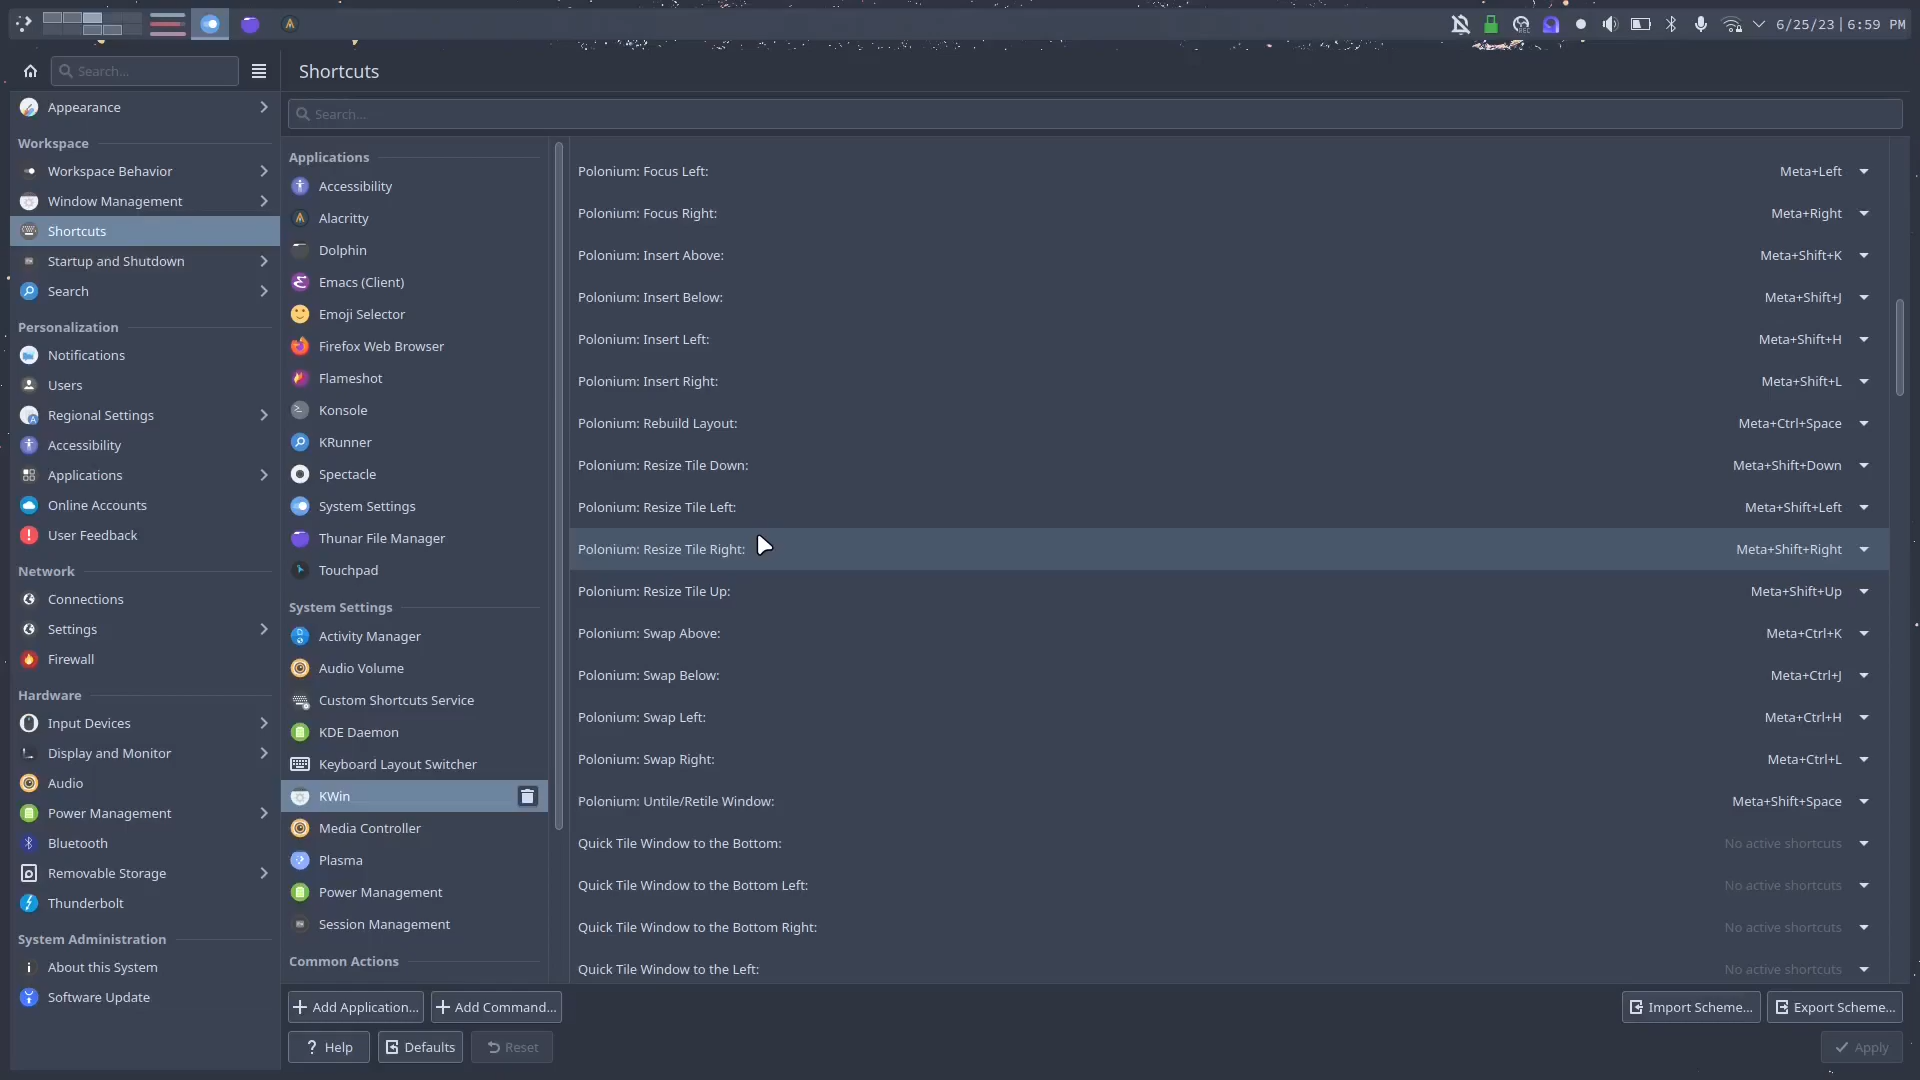 6/25/23 | 6:59 PM
Search...
Shortcuts
Appearance
Workspace
Workspace Behavior
Window Management
Shortcuts
Startup and Shutdown
Search
Personalization
Notifications
Users
Regional Settings
Accessibility
Applications
Online Accounts
User Feedback
Network
Connections
Settings
Firewall
Hardware
Input Devices
Display and Monitor
Audio
Power Management
Bluetooth
Removable Storage
Thunderbolt
System Administration
About this System
Software Update
Search...
Applications
Accessibility
Alacritty
Dolphin
Emacs (Client)
Emoji Selector
Firefox Web Browser
Flameshot
Konsole
KRunner
Spectacle
System Settings
Thunar File Manager
Touchpad
System Settings
Activity Manager
Audio Volume
Custom Shortcuts Service
KDE Daemon
Keyboard Layout Switcher
KWin
Media Controller
Plasma
Power Management
Session Management
Common Actions
Polonium: Focus Left: Meta+Left
Polonium: Focus Right: Meta+Right
Polonium: Insert Above: Meta+Shift+K
Polonium: Insert Below: Meta+Shift+J
Polonium: Insert Left: Meta+Shift+H
Polonium: Insert Right: Meta+Shift+L
Polonium: Rebuild Layout: Meta+Ctrl+Space
Polonium: Resize Tile Down: Meta+Shift+Down
Polonium: Resize Tile Left: Meta+Shift+Left
Polonium: Resize Tile Right: Meta+Shift+Right
Polonium: Resize Tile Up: Meta+Shift+Up
Polonium: Swap Above: Meta+Ctrl+K
Polonium: Swap Below: Meta+Ctrl+J
Polonium: Swap Left: Meta+Ctrl+H
Polonium: Swap Right: Meta+Ctrl+L
Polonium: Untile/Retile Window: Meta+Shift+Space
Quick Tile Window to the Bottom: No active shortcuts
Quick Tile Window to the Bottom Left: No active shortcuts
Quick Tile Window to the Bottom Right: No active shortcuts
Quick Tile Window to the Left: No active shortcuts
Add Application... Add Command... Import Scheme... Export Scheme...
Help Defaults Reset Apply